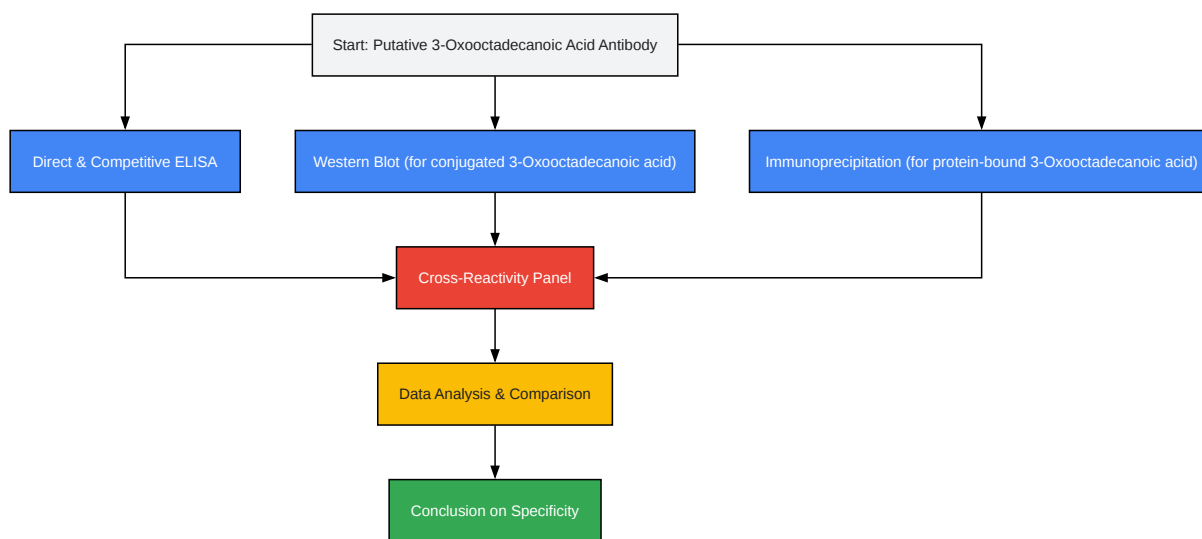 Start: Putative 3-Oxooctadecanoic Acid Antibody
Direct & Competitive ELISA
Western Blot (for conjugated 3-Oxooctadecanoic acid)
Immunoprecipitation (for protein-bound 3-Oxooctadecanoic acid)
Cross-Reactivity Panel
Data Analysis & Comparison
Conclusion on Specificity